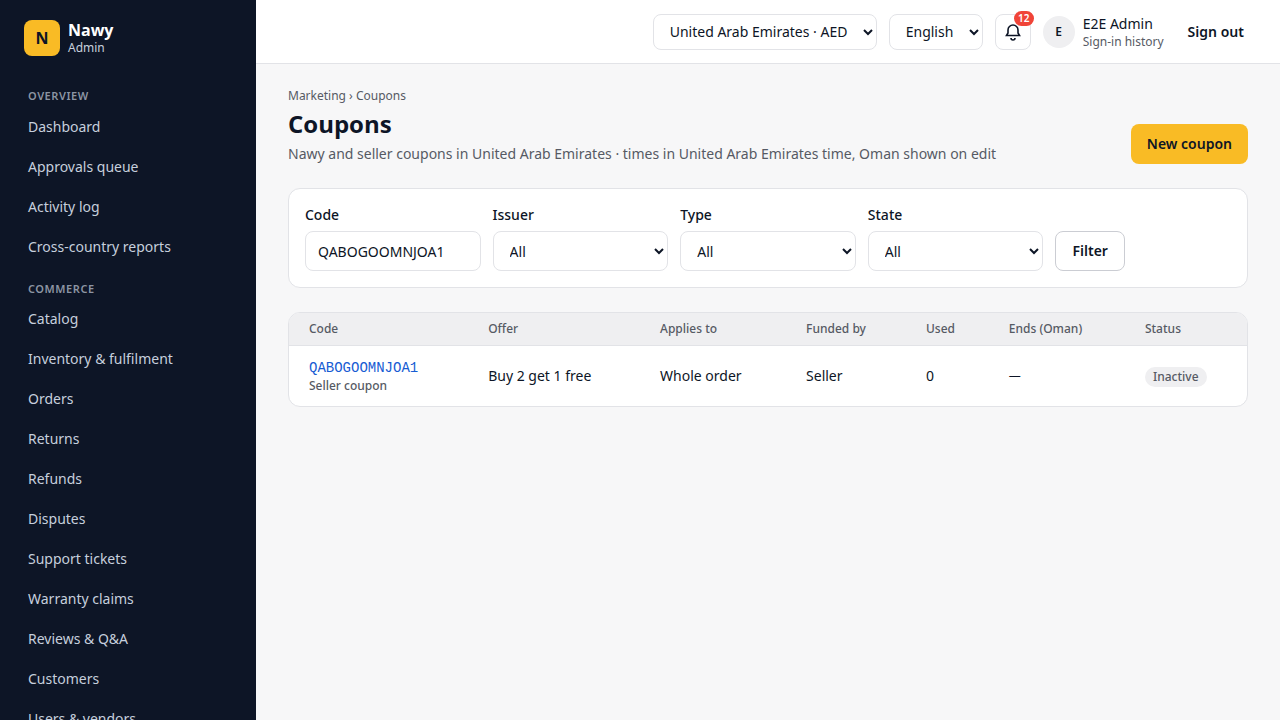 N
Nawy
Admin
OVERVIEW
Dashboard
Approvals queue
Activity log
Cross-country reports
COMMERCE
Catalog
Inventory & fulfilment
Orders
Returns
Refunds
Disputes
Support tickets
Warranty claims
Reviews & Q&A
Customers
Users & vendors
United Arab Emirates · AED
English
12
E
E2E Admin
Sign-in history
Sign out
Marketing › Coupons
Coupons
Nawy and seller coupons in United Arab Emirates · times in United Arab Emirates time, Oman shown on edit
New coupon
Code Issuer Type State
QABOGOOMNJOA1 All All All Filter
Code Offer Applies to Funded by Used Ends (Oman) Status
QABOGOOMNJOA1
Seller coupon
Buy 2 get 1 free Whole order Seller 0 — Inactive